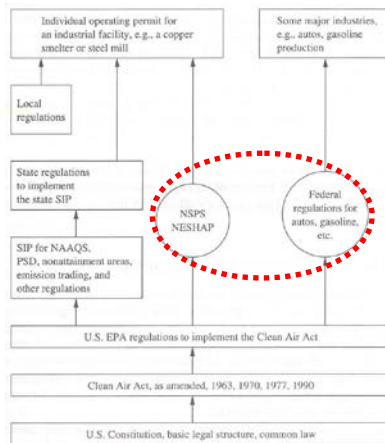 Individual operating permit for
an industrial facility, e.g., a copper
smelter or steel mill
Some major industries,
e.g., autos, gasoline
production
Local
regulations
State regulations
to implement
the state SIP
NSPS
NESHAP
Federal
regulations for
autos, gasoline,
etc.
SIP for NAAQS,
PSD, nonattainment areas,
emission trading, and
other regulations
U.S. EPA regulations to implement the Clean Air Act
Clean Air Act, as amended, 1963, 1970, 1977, 1990
U.S. Constitution, basic legal structure, common law